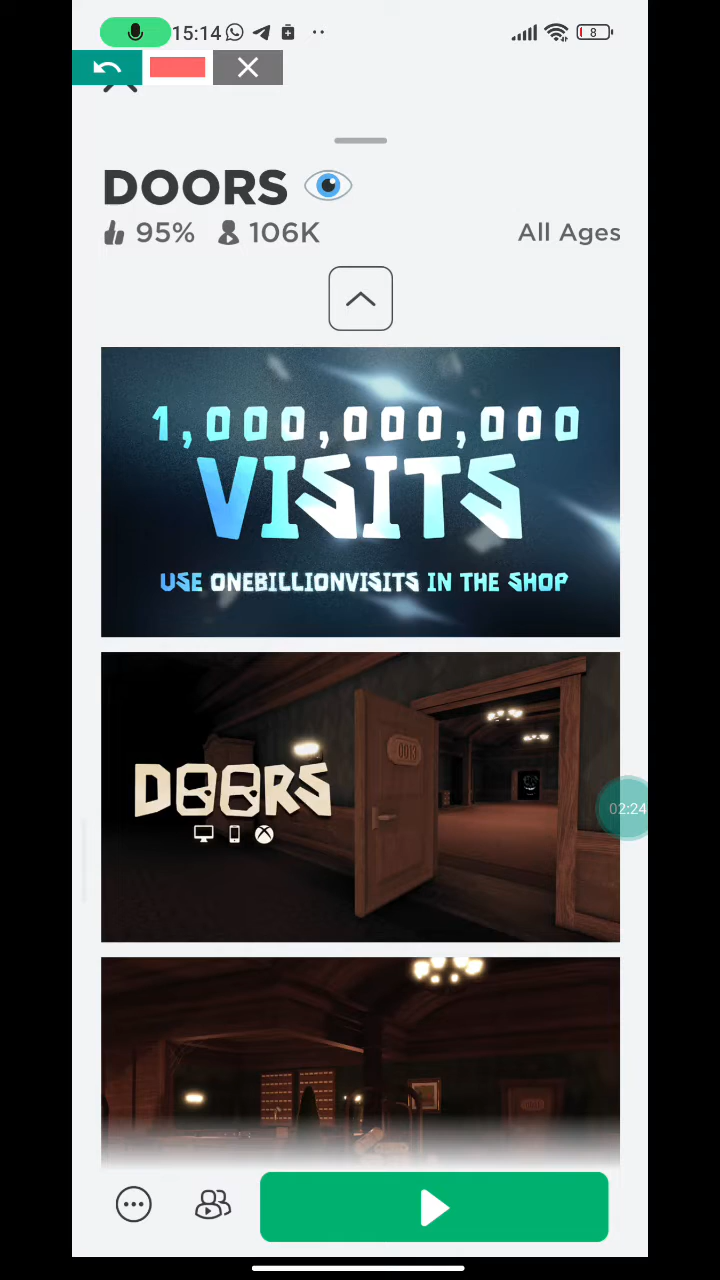 15:14
8
DOORS
95% 106K All Ages
1,000,000,000
VISITS
USE ONEBILLIONVISITS IN THE SHOP
0013
DOORS
02:24